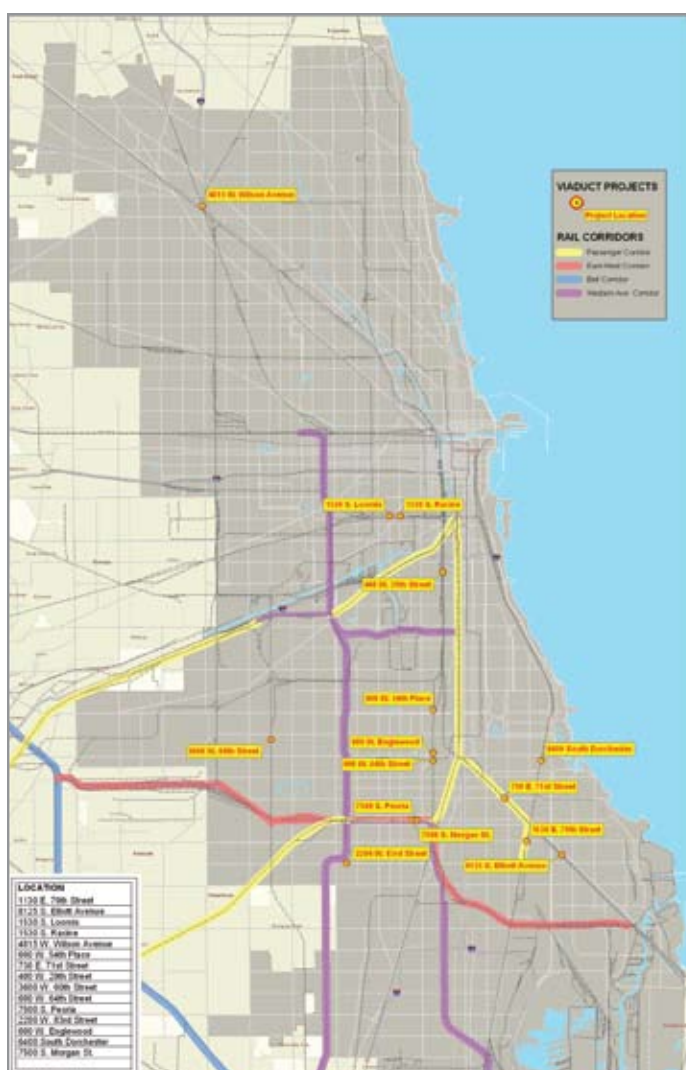 4815 W. Wilson Avenue
VIADUCT PROJECTS
Project Location
RAIL CORRIDORS
Passenger Corridor
East-West Corridor
Belt Corridor
Western Ave. Corridor
1530 S. Loomis
1530 S. Racine
400 W. 28th Street
600 W. 54th Place
3600 W. 60th Street
600 W. Englewood
600 W. 64th Street
6400 South Dorchester
730 E. 71st Street
7500 S. Peoria
7500 S. Morgan St.
1130 E. 79th Street
8125 S. Elliott Avenue
2200 W. 83rd Street
LOCATION
1130 E. 79th Street
8125 S. Elliott Avenue
1530 S. Loomis
1530 S. Racine
4815 W. Wilson Avenue
600 W. 54th Place
730 E. 71st Street
400 W. 28th Street
3600 W. 60th Street
600 W. 64th Street
7500 S. Peoria
2200 W. 83rd Street
600 W. Englewood
6400 South Dorchester
7500 S. Morgan St.